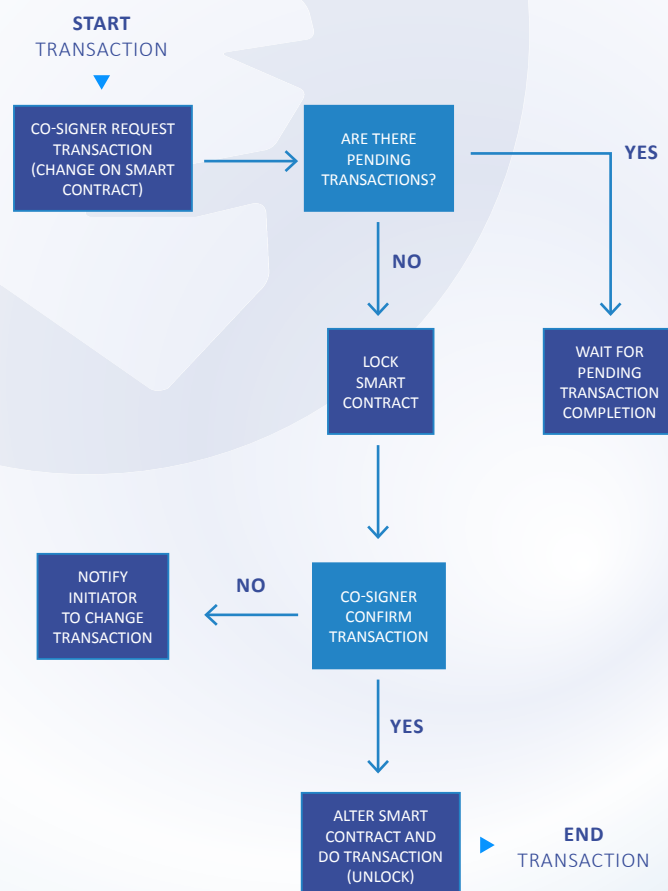 START
TRANSACTION
CO-SIGNER REQUEST
TRANSACTION
(CHANGE ON SMART
CONTRACT)
ARE THERE
PENDING
TRANSACTIONS?
YES
NO
LOCK
SMART
CONTRACT
WAIT FOR
PENDING
TRANSACTION
COMPLETION
NOTIFY
INITIATOR
TO CHANGE
TRANSACTION
NO
CO-SIGNER
CONFIRM
TRANSACTION
YES
ALTER SMART
CONTRACT AND
DO TRANSACTION
(UNLOCK)
END
TRANSACTION